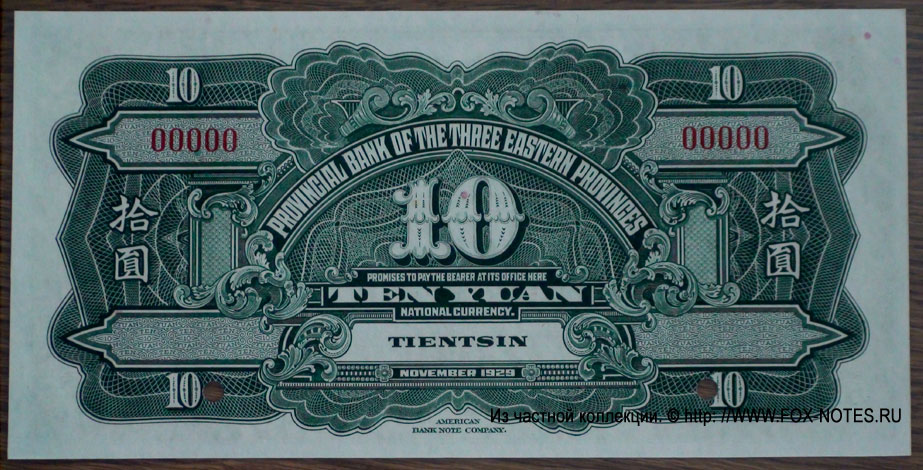 10 10
00000 00000
PROVINCIAL BANK OF THE THREE EASTERN PROVINCES
10
拾圓 拾圓
PROMISES TO PAY THE BEARER AT ITS OFFICE HERE
TEN YUAN
NATIONAL CURRENCY.
TIENTSIN
NOVEMBER 1929
10 10
AMERICAN
BANK NOTE COMPANY.
Из частной коллекции. © http: //WWW.FOX-NOTES.RU